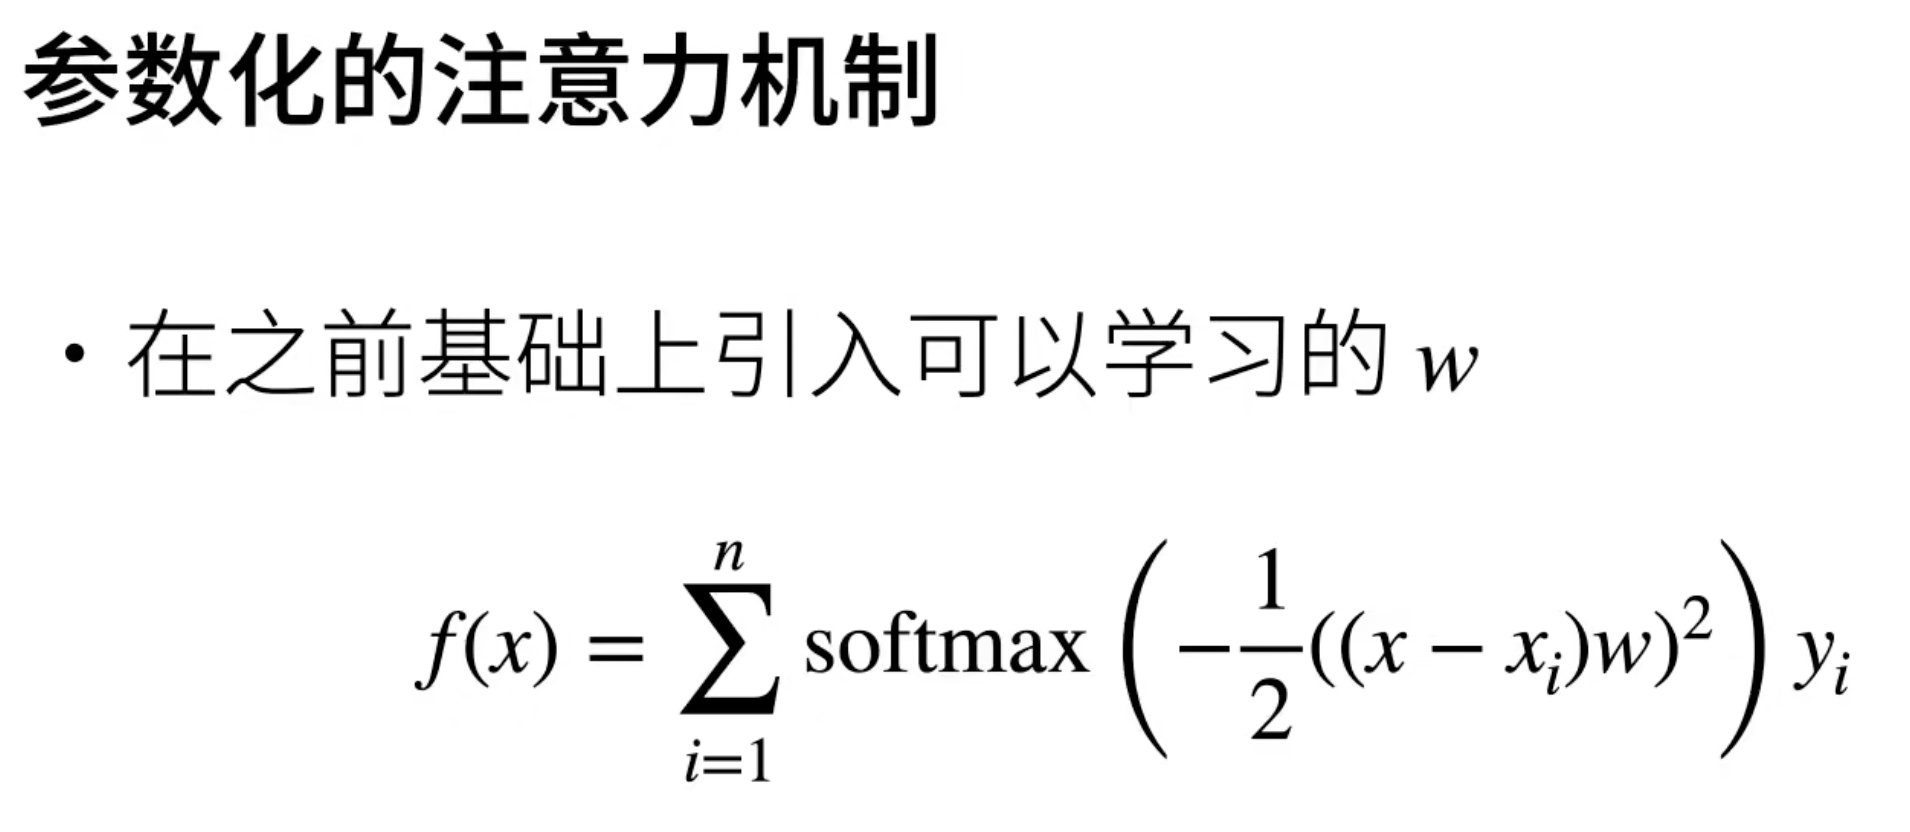 参数化的注意力机制
• 在之前基础上引入可以学习的 w
f(x) = \sum_{i=1}^{n} softmax \left( -\frac{1}{2}((x - x_i)w)^2 \right) y_i